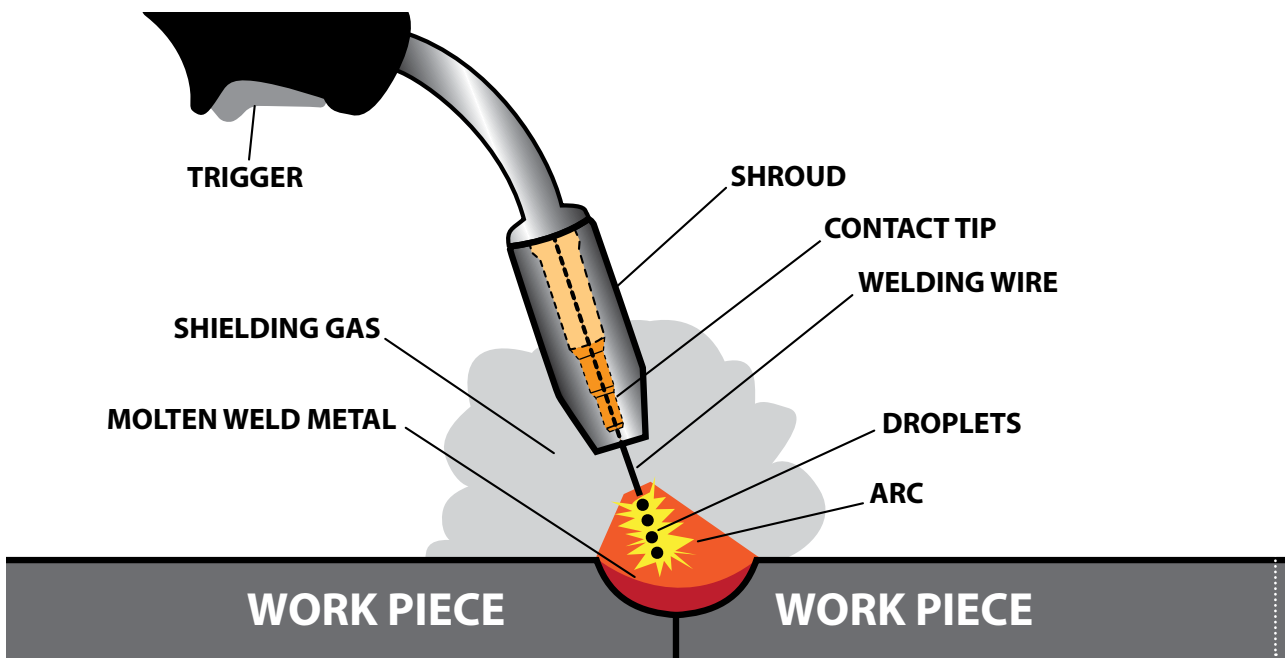 TRIGGER
SHROUD
CONTACT TIP
WELDING WIRE
SHIELDING GAS
MOLTEN WELD METAL
DROPLETS
ARC
WORK PIECE
WORK PIECE